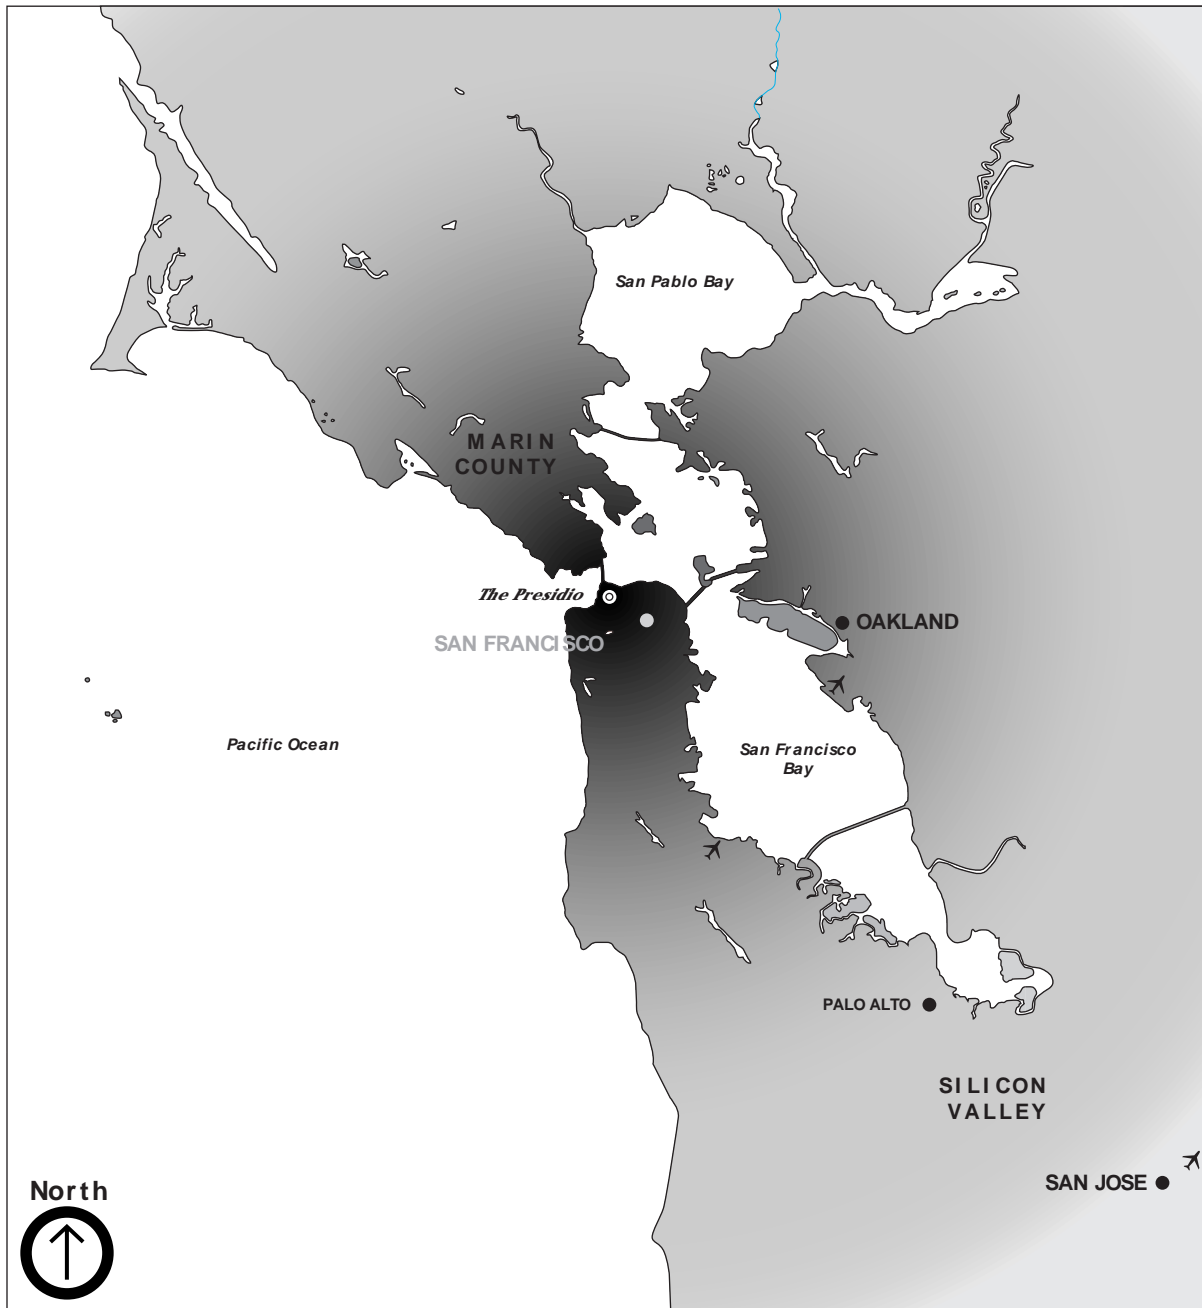 San Pablo Bay
MARIN
COUNTY
The Presidio
SAN FRANCISCO
OAKLAND
Pacific Ocean
San Francisco
Bay
PALO ALTO
SILICON
VALLEY
SAN JOSE
North